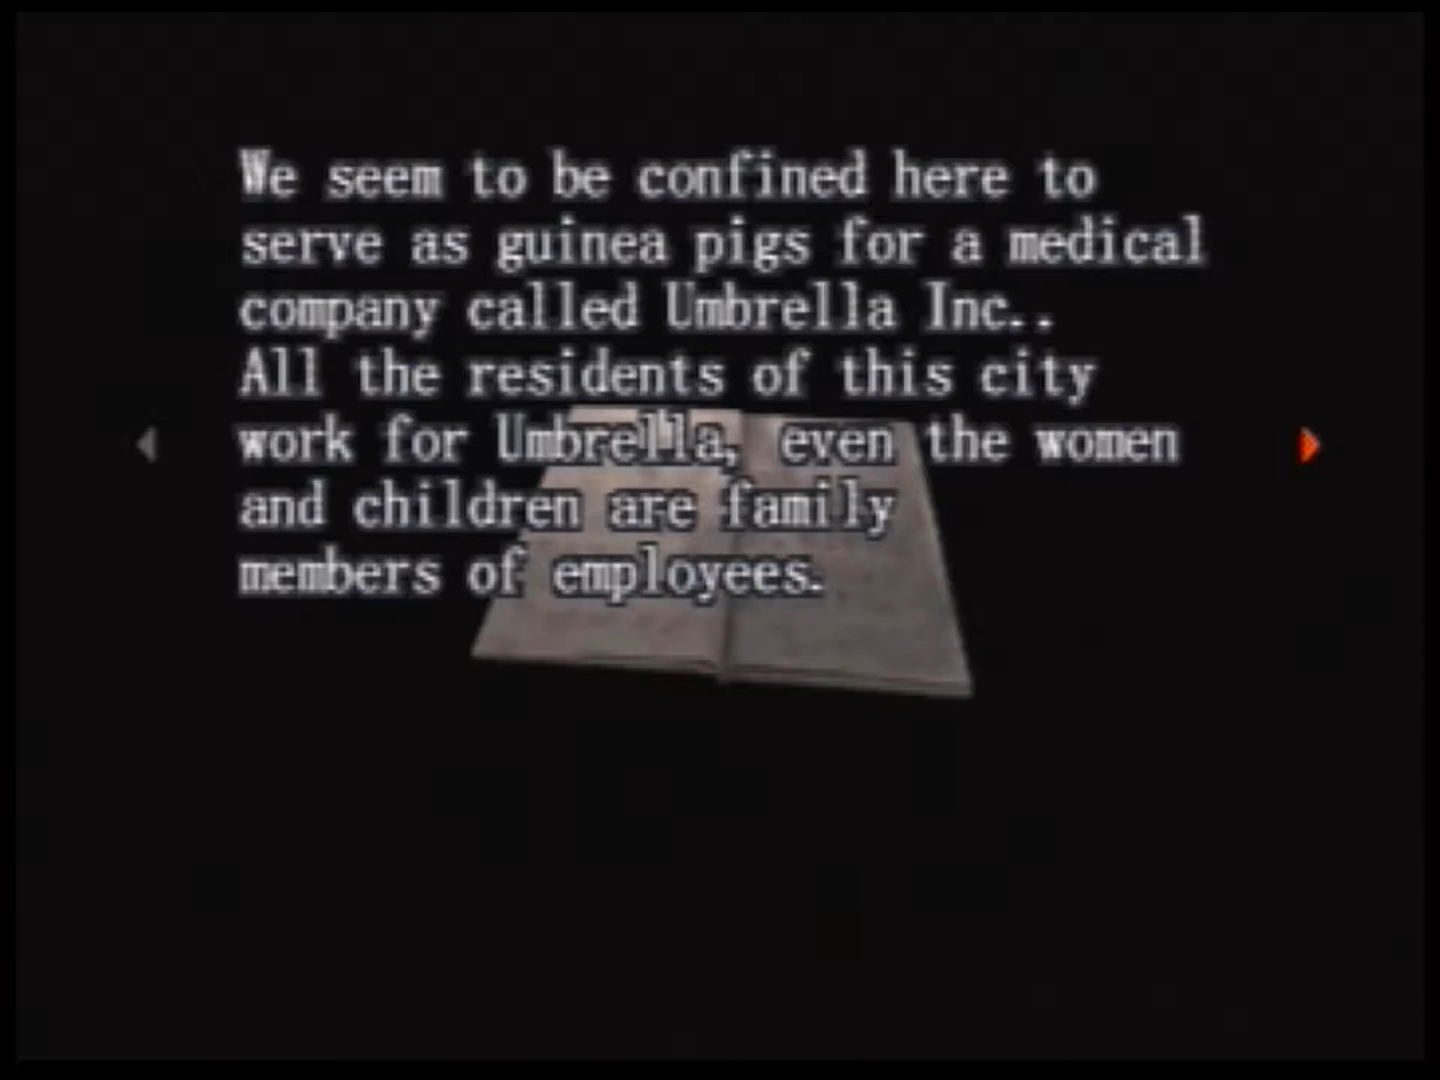 We seem to be confined here to
serve as guinea pigs for a medical
company called Umbrella Inc..
All the residents of this city
work for Umbrella, even the women
and children are family
members of employees.